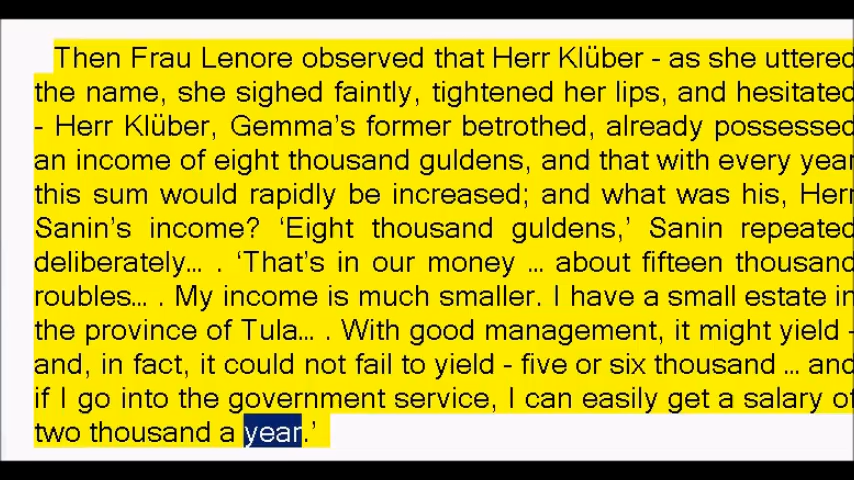 Then Frau Lenore observed that Herr Klüber - as she uttered
the name, she sighed faintly, tightened her lips, and hesitated
- Herr Klüber, Gemma's former betrothed, already possessed
an income of eight thousand guldens, and that with every year
this sum would rapidly be increased; and what was his, Herr
Sanin's income? 'Eight thousand guldens,' Sanin repeated
deliberately... . 'That's in our money ... about fifteen thousand
roubles... . My income is much smaller. I have a small estate in
the province of Tula... . With good management, it might yield -
and, in fact, it could not fail to yield - five or six thousand ... and
if I go into the government service, I can easily get a salary of
two thousand a year.'